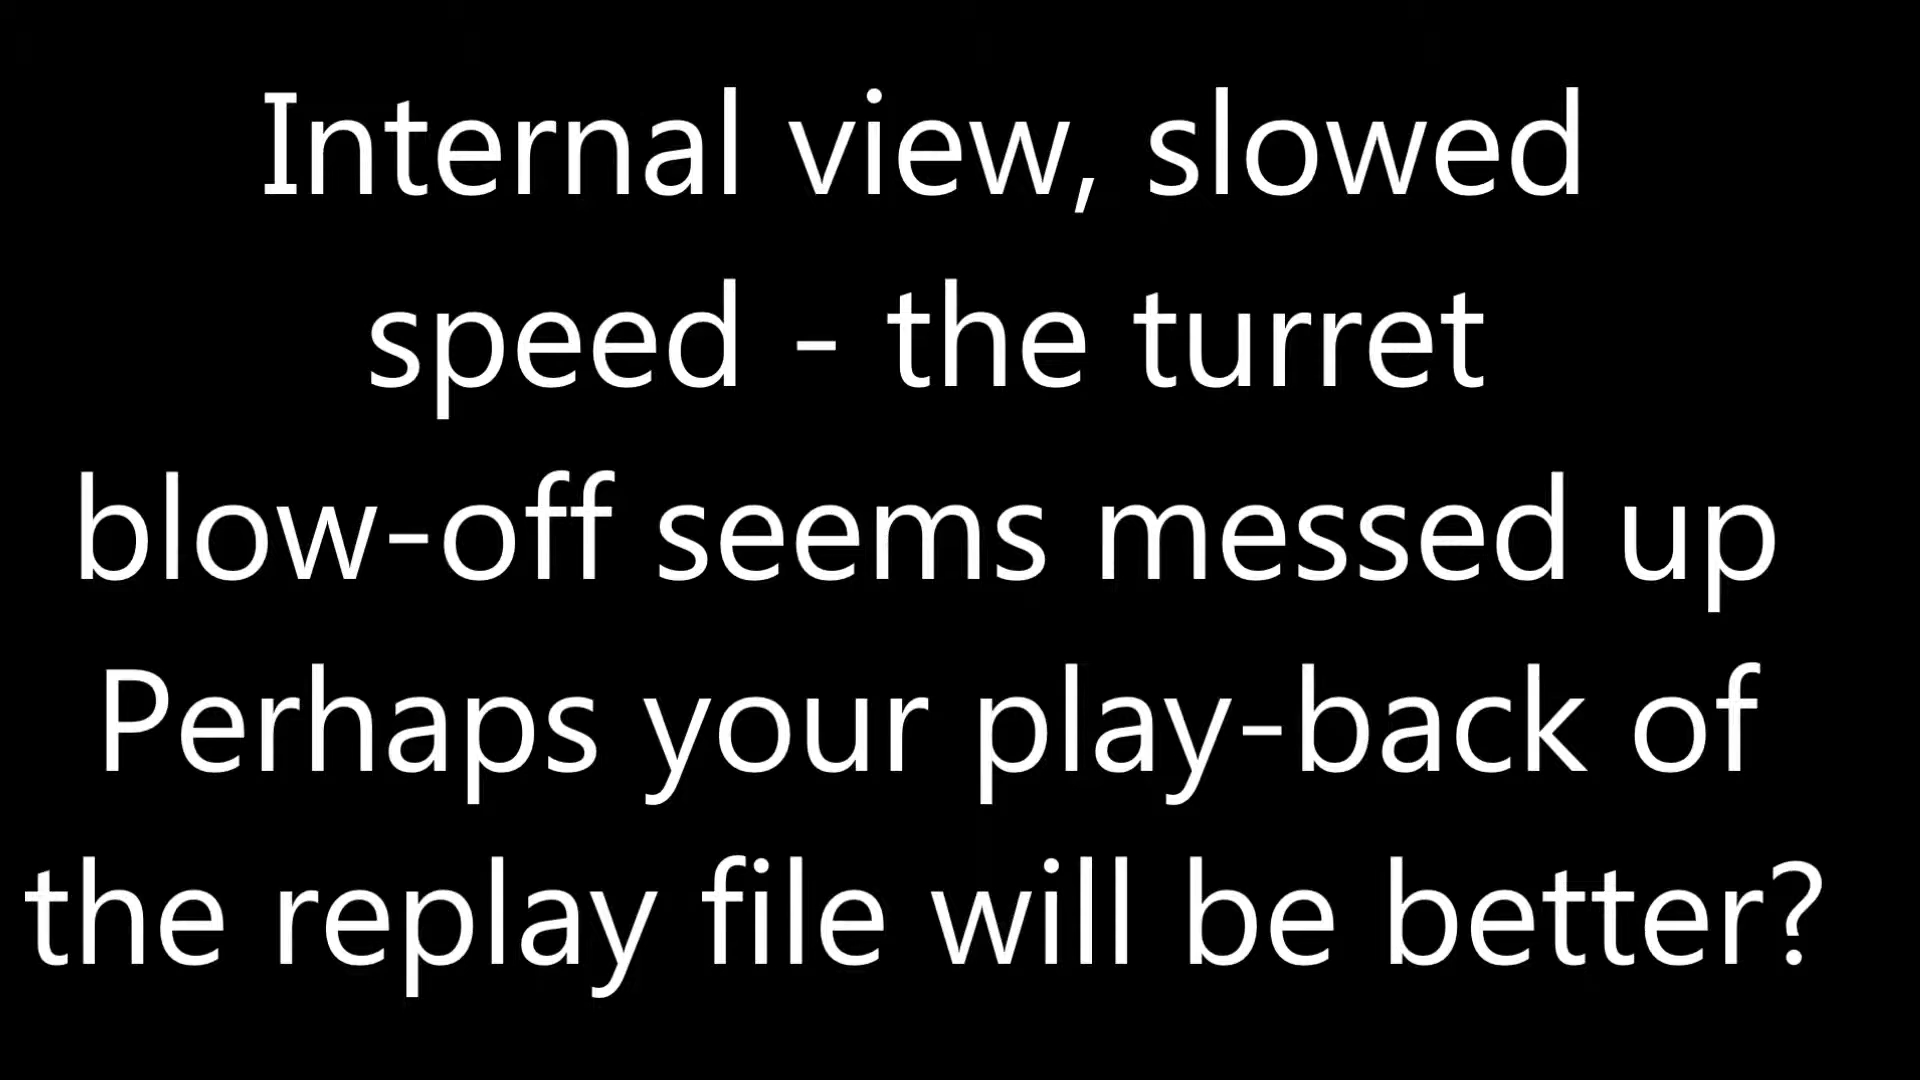 Internal view, slowed
speed - the turret
blow-off seems messed up
Perhaps your play-back of
the replay file will be better?